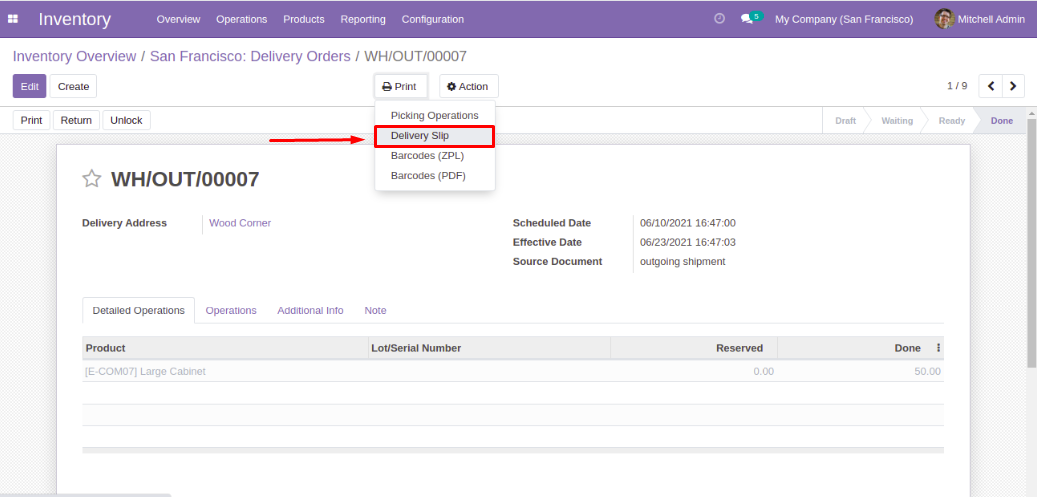 Inventory Overview Operations Products Reporting Configuration 5 My Company (San Francisco) Mitchell Admin
Inventory Overview / San Francisco: Delivery Orders / WH/OUT/00007
Edit Create Print Action 1 / 9
Picking Operations
Print Return Unlock Draft Waiting Ready Done
Delivery Slip
Barcodes (ZPL)
Barcodes (PDF)
WH/OUT/00007
Delivery Address Wood Corner Scheduled Date 06/10/2021 16:47:00
Effective Date 06/23/2021 16:47:03
Source Document outgoing shipment
Detailed Operations Operations Additional Info Note
Product Lot/Serial Number Reserved Done
[E-COM07] Large Cabinet 0.00 50.00